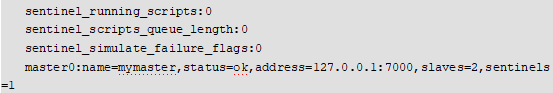 sentinel_running_scripts:0
sentinel_scripts_queue_length:0
sentinel_simulate_failure_flags:0
master0:name=mymaster,status=ok,address=127.0.0.1:7000,slaves=2,sentinels
=1